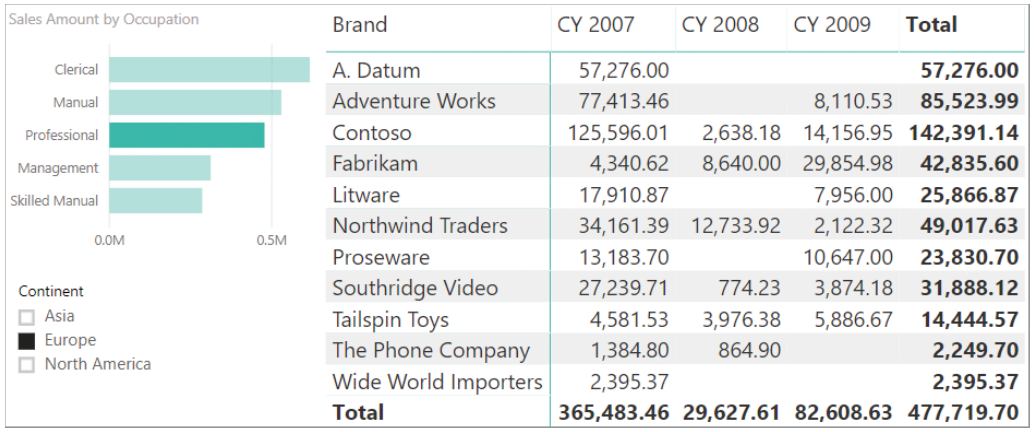 Sales Amount by Occupation
Clerical
Manual
Professional
Management
Skilled Manual
0.0M 0.5M
Continent
Asia
Europe
North America
Brand CY 2007 CY 2008 CY 2009 Total
A. Datum 57,276.00 57,276.00
Adventure Works 77,413.46 8,110.53 85,523.99
Contoso 125,596.01 2,638.18 14,156.95 142,391.14
Fabrikam 4,340.62 8,640.00 29,854.98 42,835.60
Litware 17,910.87 7,956.00 25,866.87
Northwind Traders 34,161.39 12,733.92 2,122.32 49,017.63
Proseware 13,183.70 10,647.00 23,830.70
Southridge Video 27,239.71 774.23 3,874.18 31,888.12
Tailspin Toys 4,581.53 3,976.38 5,886.67 14,444.57
The Phone Company 1,384.80 864.90 2,249.70
Wide World Importers 2,395.37 2,395.37
Total 365,483.46 29,627.61 82,608.63 477,719.70